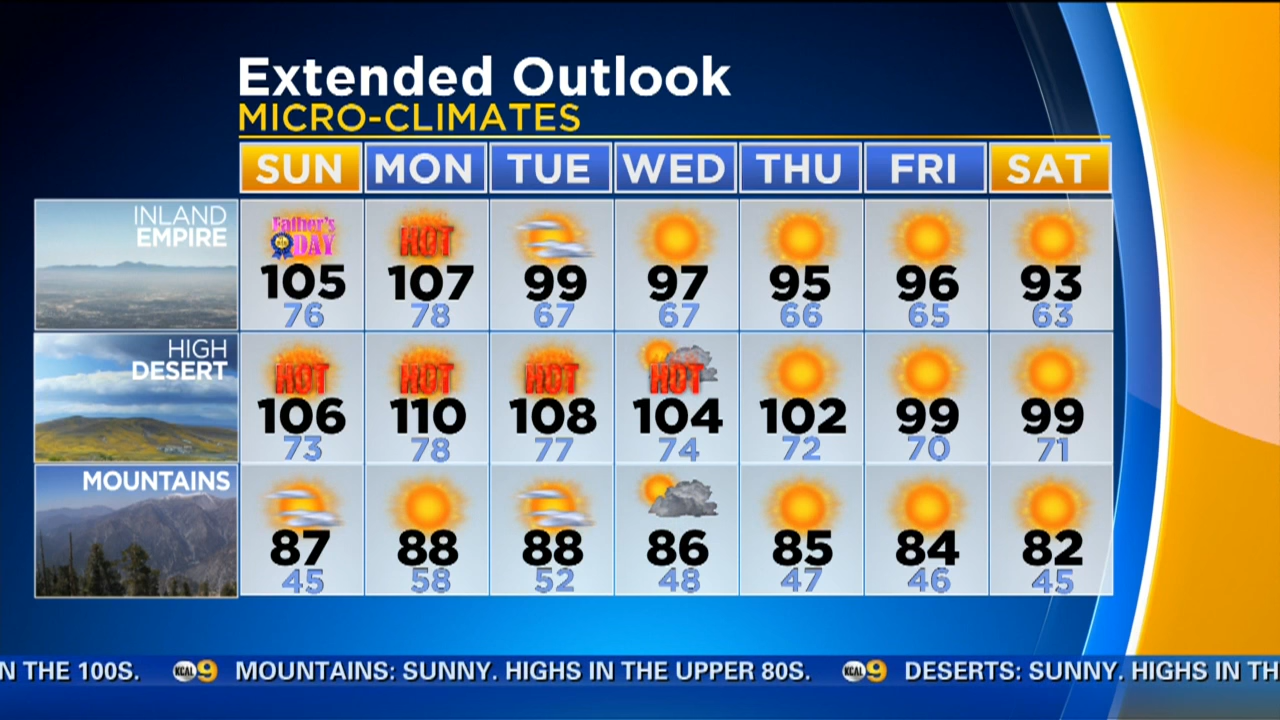 Extended Outlook
MICRO-CLIMATES
SUN MON TUE WED THU FRI SAT
INLAND
EMPIRE
Father's
DAY
HOT
105 107 99 97 95 96 93
76 78 67 67 66 65 63
HIGH
DESERT
HOT HOT HOT HOT
106 110 108 104 102 99 99
73 78 77 74 72 70 71
MOUNTAINS
87 88 88 86 85 84 82
45 58 52 48 47 46 45
N THE 100S. KCAL 9 MOUNTAINS: SUNNY. HIGHS IN THE UPPER 80S. KCAL 9 DESERTS: SUNNY. HIGHS IN TH